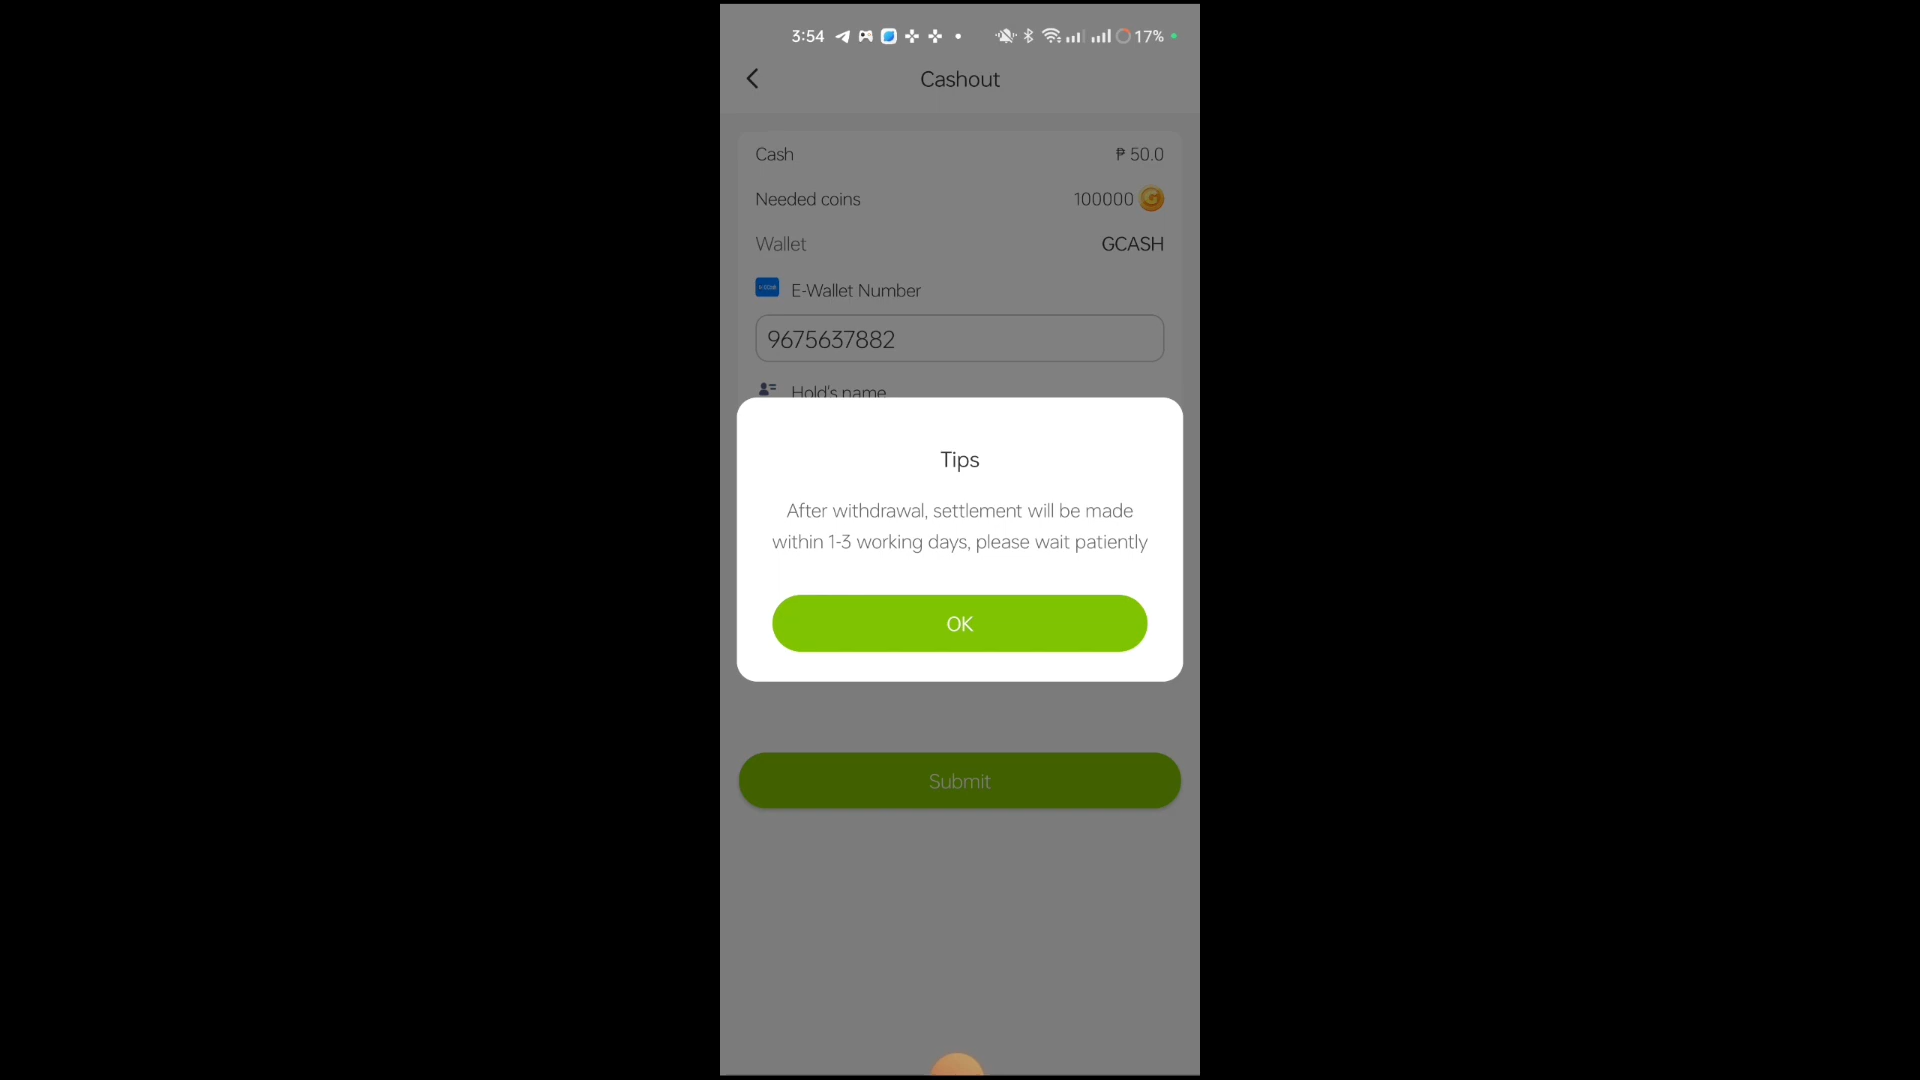 3:54
17%
Cashout
Cash
₱ 50.0
Needed coins
100000
Wallet
GCASH
E-Wallet Number
9675637882
Hold's name
Tips
After withdrawal, settlement will be made
within 1-3 working days, please wait patiently
OK
Submit